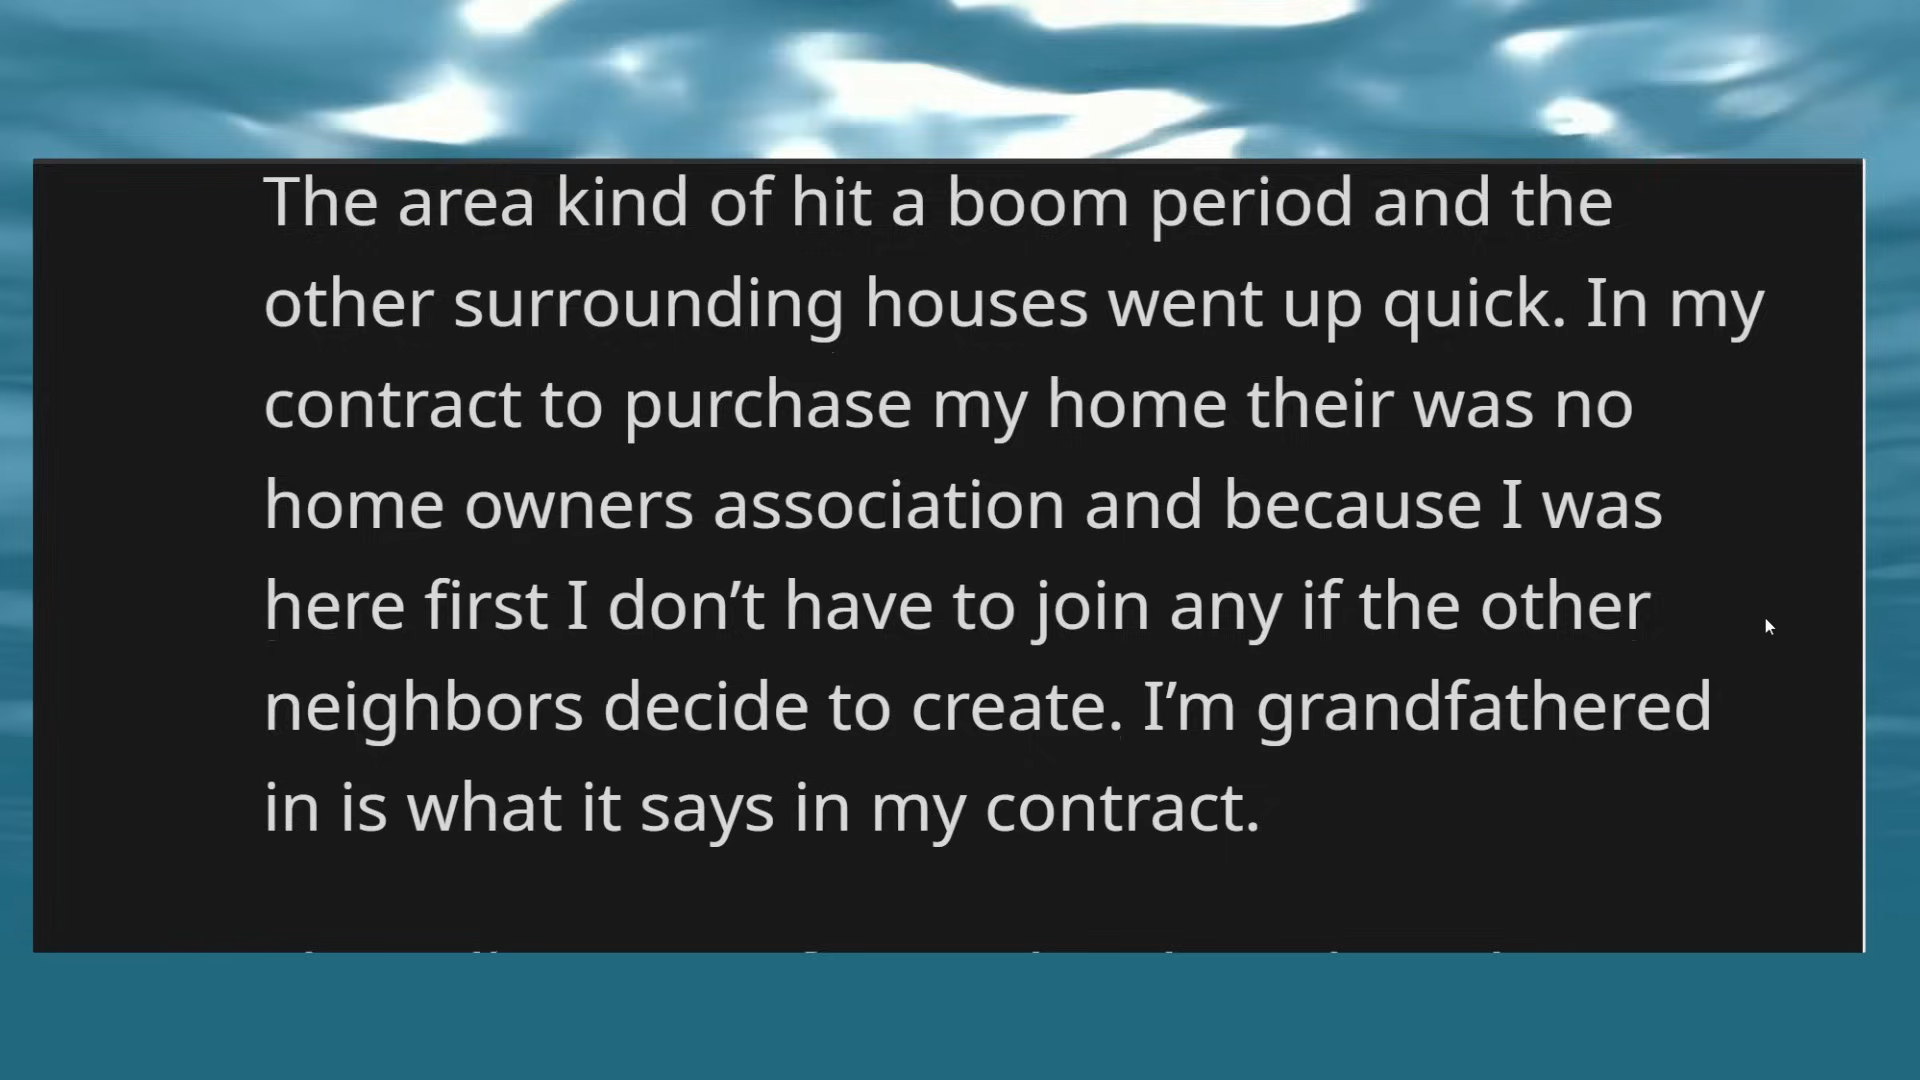 The area kind of hit a boom period and the
other surrounding houses went up quick. In my
contract to purchase my home their was no
home owners association and because I was
here first I don’t have to join any if the other
neighbors decide to create. I’m grandfathered
in is what it says in my contract.